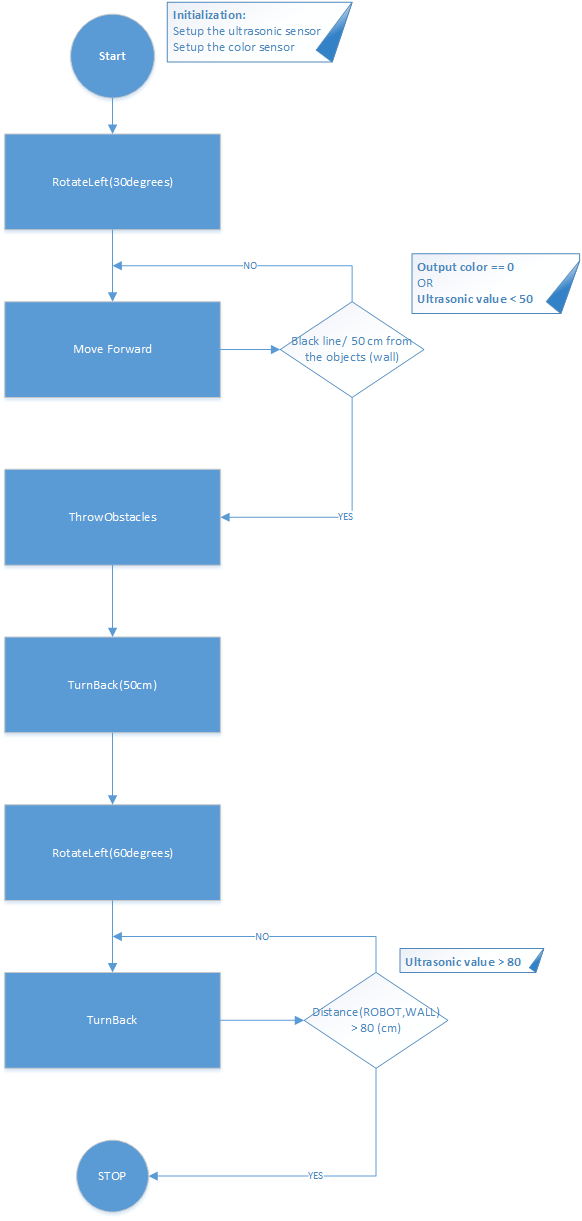 Initialization:
Setup the ultrasonic sensor
Setup the color sensor
Start
RotateLeft(30degrees)
NO
Output color == 0
OR
Ultrasonic value < 50
Move Forward
Black line/ 50 cm from
the objects (wall)
ThrowObstacles
YES
TurnBack(50cm)
RotateLeft(60degrees)
NO
Ultrasonic value > 80
TurnBack
Distance(ROBOT,WALL)
> 80 (cm)
STOP
YES